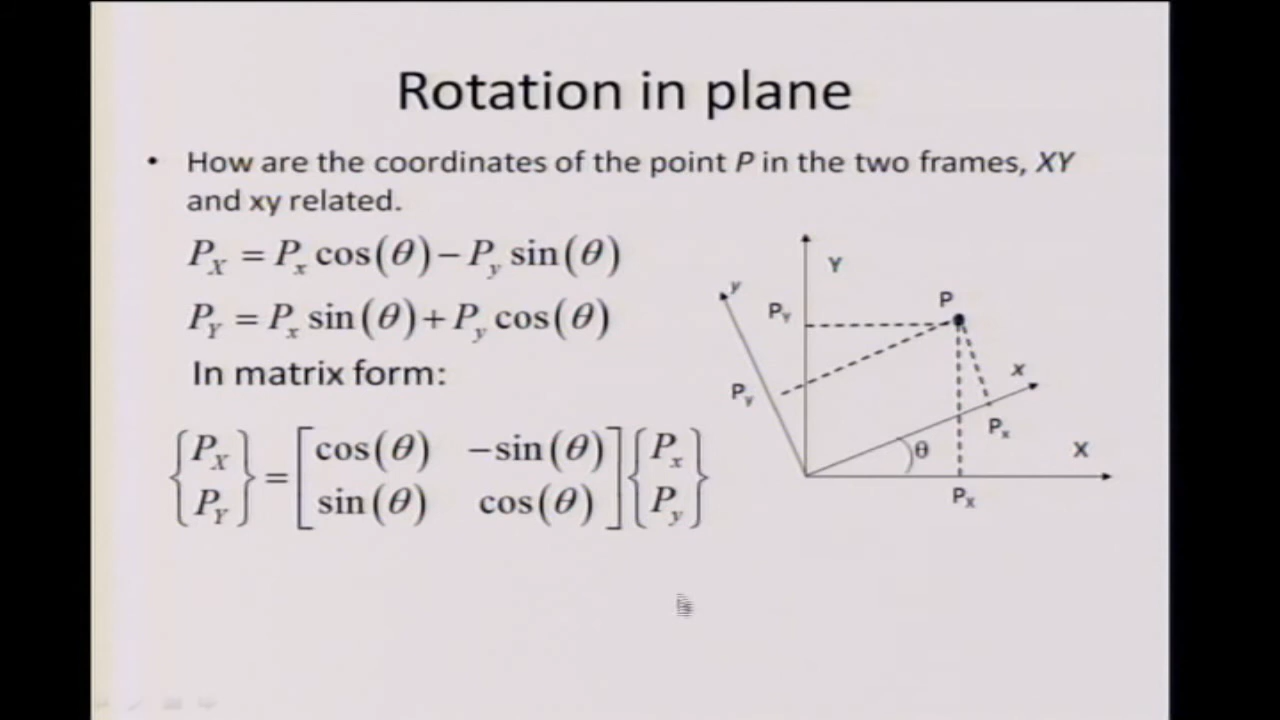 Rotation in plane
• How are the coordinates of the point P in the two frames, XY
and xy related.
P_X = P_x cos(θ) − P_y sin(θ)
P_Y = P_x sin(θ) + P_y cos(θ)
In matrix form:
{P_X P_Y} = [cos(θ) −sin(θ) sin(θ) cos(θ)] {P_x P_y}
Y
y
P
P_Y
x
P_y
P_x
θ
X
P_X